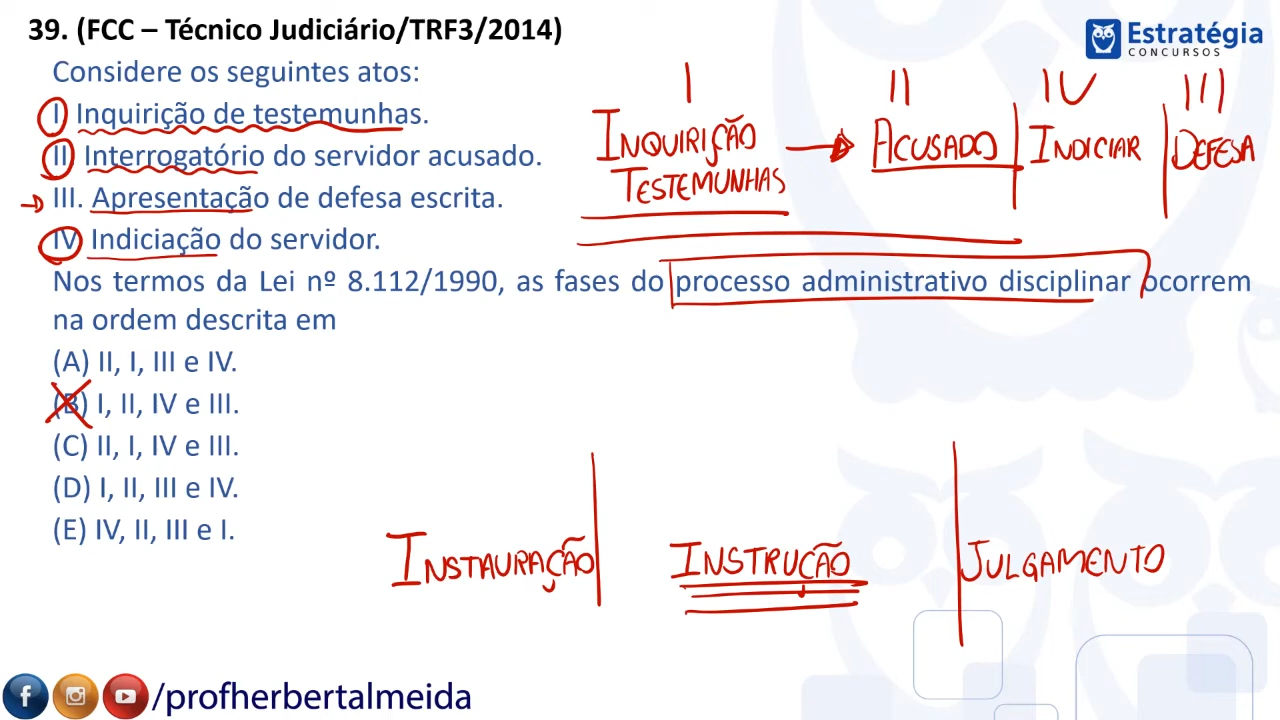 39. (FCC – Técnico Judiciário/TRF3/2014)
Estratégia
CONCURSOS
Considere os seguintes atos:
I. Inquirição de testemunhas.
II. Interrogatório do servidor acusado.
III. Apresentação de defesa escrita.
IV. Indiciação do servidor.
I II IV III
INQUIRIÇÃO TESTEMUNHAS → ACUSADO INDICIAR DEFESA
Nos termos da Lei nº 8.112/1990, as fases do processo administrativo disciplinar ocorrem
na ordem descrita em
(A) II, I, III e IV.
(B) I, II, IV e III.
(C) II, I, IV e III.
(D) I, II, III e IV.
(E) IV, II, III e I.
INSTAURAÇÃO INSTRUÇÃO JULGAMENTO
/profherbertalmeida